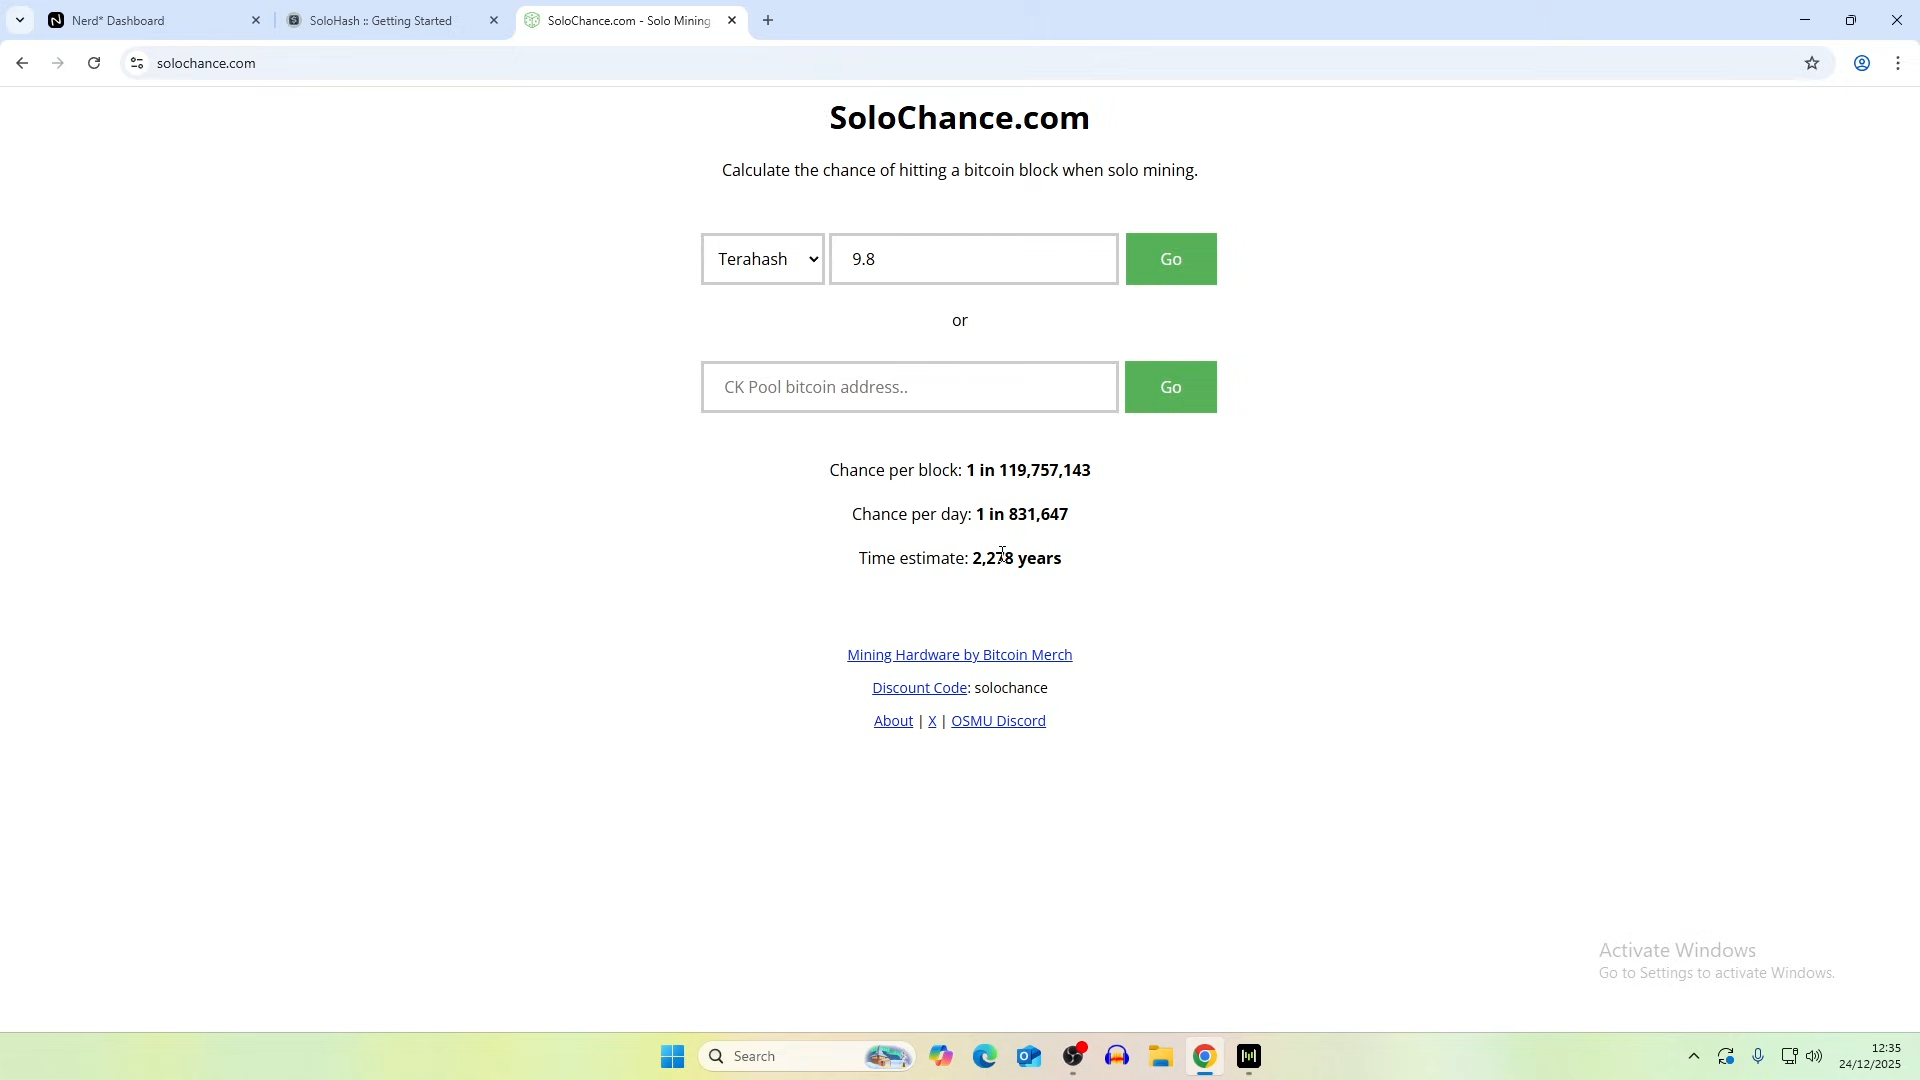 Nerd* Dashboard
SoloHash :: Getting Started
SoloChance.com - Solo Mining
solochance.com
SoloChance.com
Calculate the chance of hitting a bitcoin block when solo mining.
Terahash
9.8
Go
or
CK Pool bitcoin address..
Go
Chance per block: 1 in 119,757,143
Chance per day: 1 in 831,647
Time estimate: 2,278 years
Mining Hardware by Bitcoin Merch
Discount Code: solochance
About | X | OSMU Discord
Activate Windows
Go to Settings to activate Windows.
Search
12:35
24/12/2025